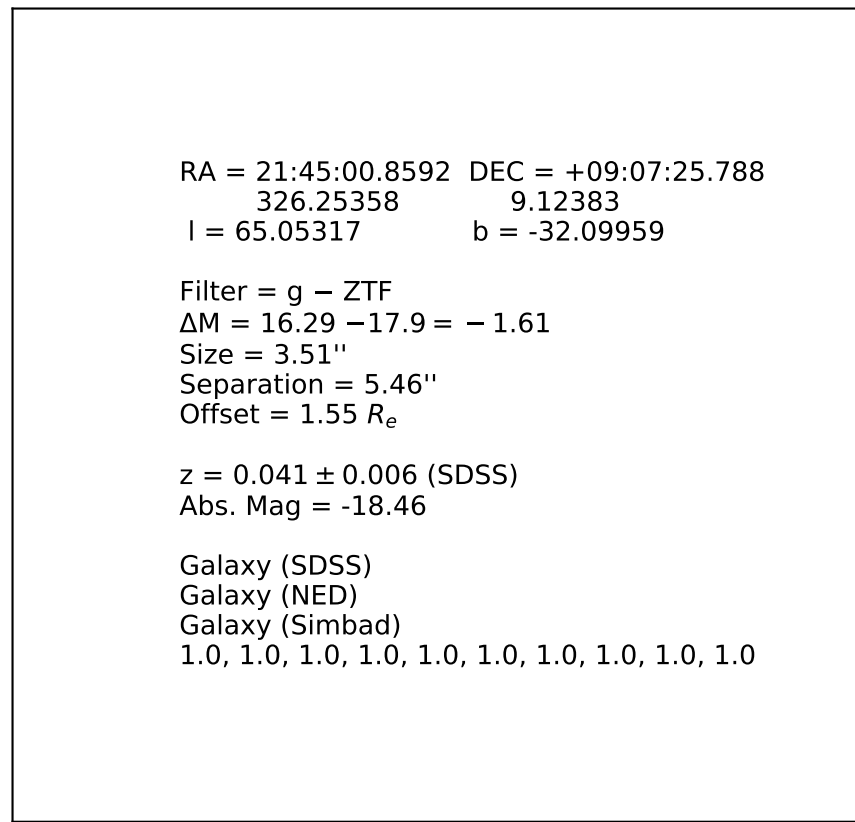 RA = 21:45:00.8592 DEC = +09:07:25.788
326.25358 9.12383
l = 65.05317 b = -32.09959
Filter = g − ZTF
ΔM = 16.29 −17.9 = − 1.61
Size = 3.51''
Separation = 5.46''
Offset = 1.55 Rₑ
z = 0.041 ± 0.006 (SDSS)
Abs. Mag = -18.46
Galaxy (SDSS)
Galaxy (NED)
Galaxy (Simbad)
1.0, 1.0, 1.0, 1.0, 1.0, 1.0, 1.0, 1.0, 1.0, 1.0